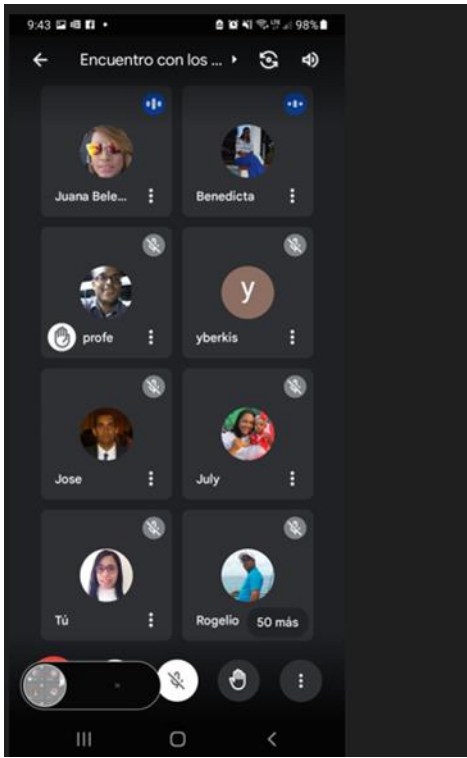 9:43 98%
Encuentro con los ...
Juana Bele... Benedicta
profe y yberkis
Jose July
Tú Rogelio 50 más